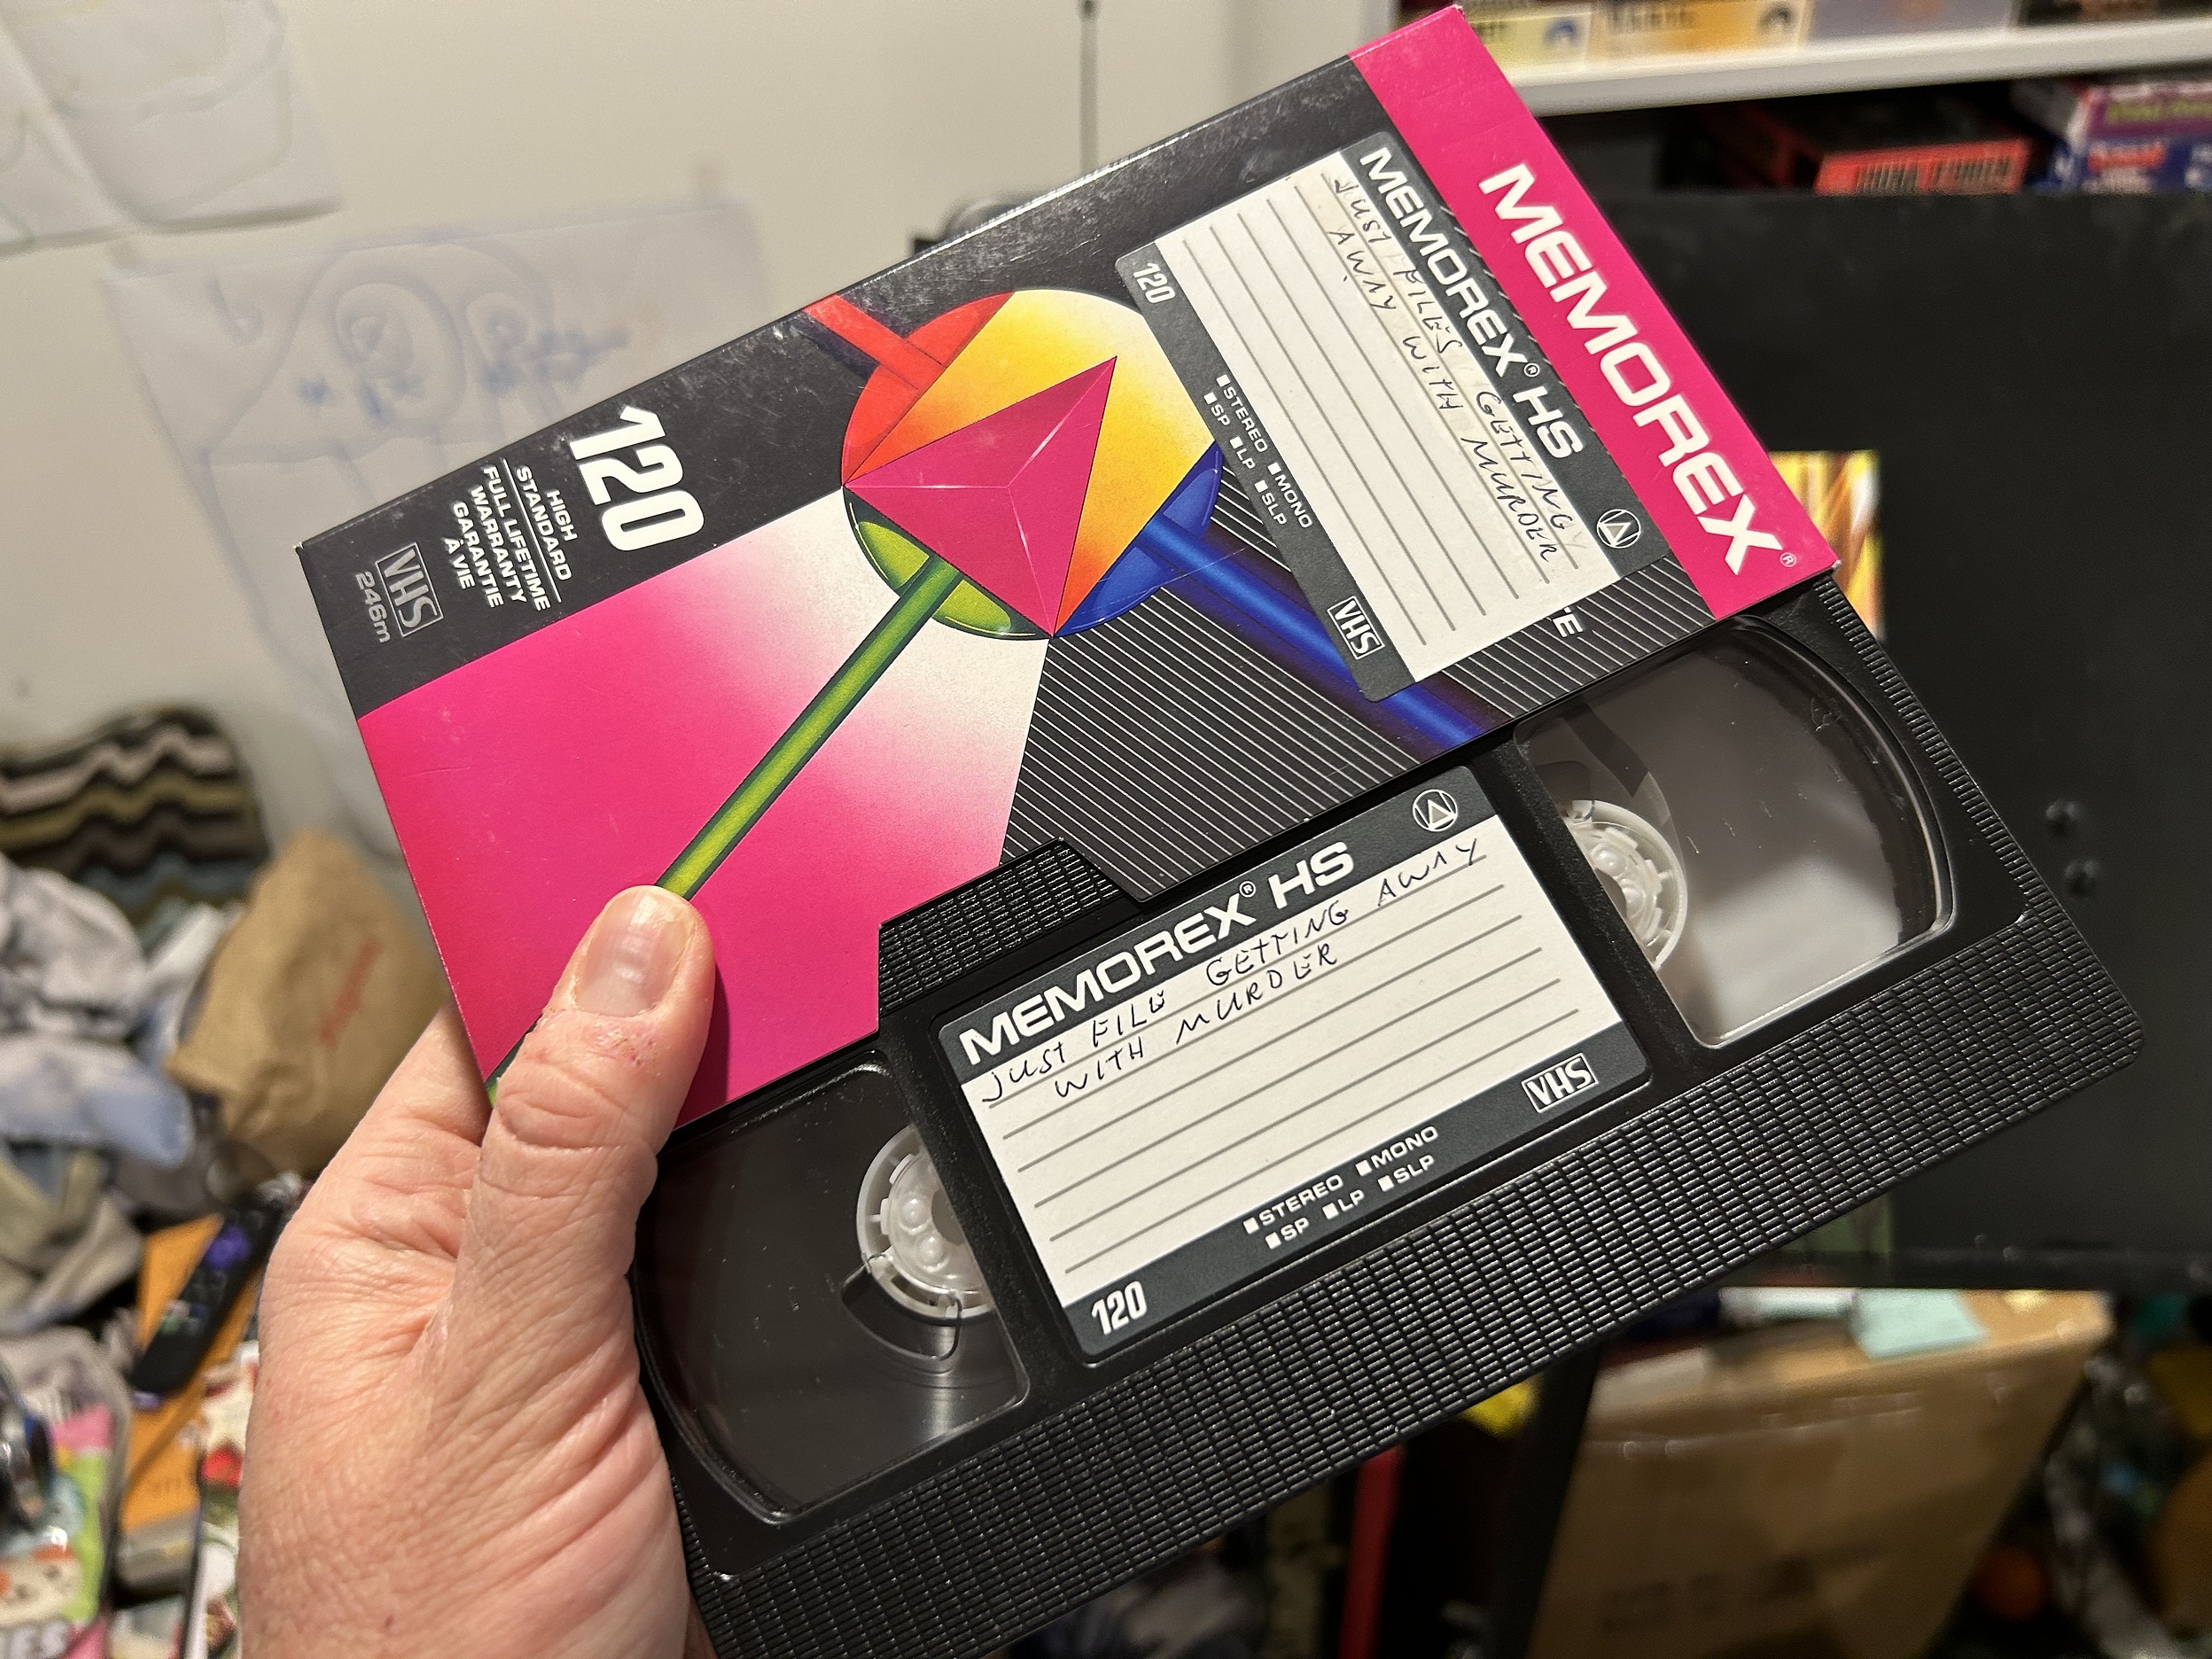 MEMOREX®
MEMOREX® HS
JUST FILES GETTING
AWAY WITH MURDER
120
■STEREO ■MONO
■SP ■LP ■SLP
VHS
120
HIGH
STANDARD
FULL LIFETIME
WARRANTY
GARANTIE
À VIE
VHS
246m
MEMOREX® HS
JUST FILE GETTING AWAY
WITH MURDER
■STEREO ■MONO
■SP ■LP ■SLP
VHS
120